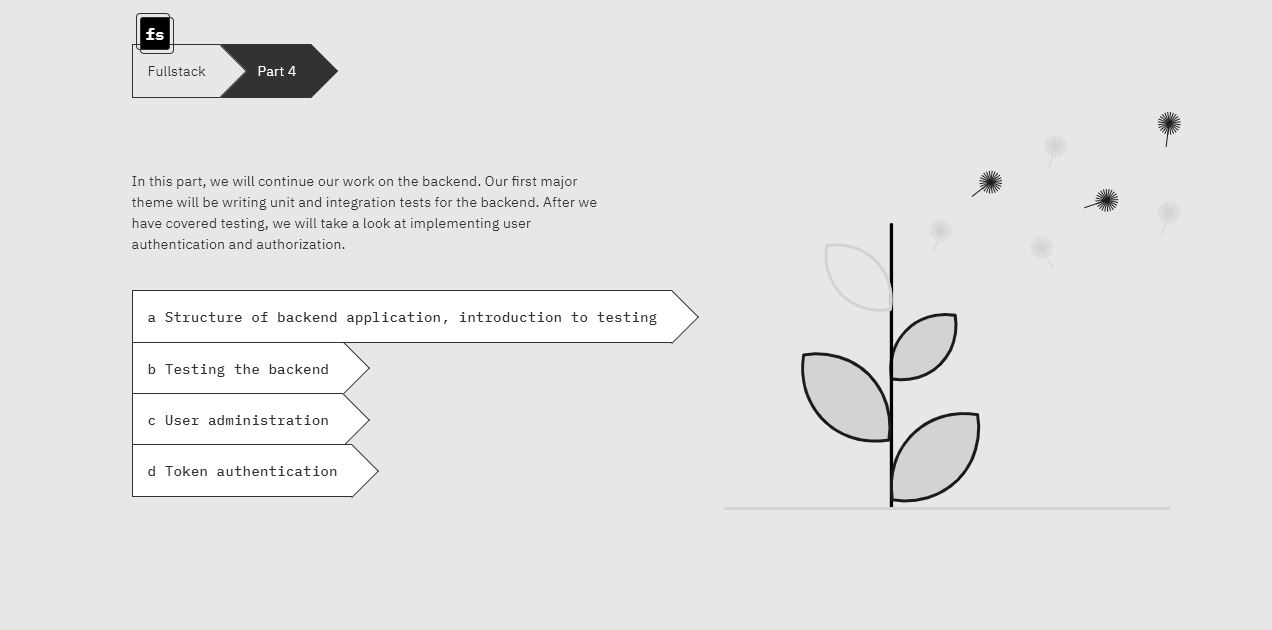 fs
Fullstack
Part 4
In this part, we will continue our work on the backend. Our first major
theme will be writing unit and integration tests for the backend. After we
have covered testing, we will take a look at implementing user
authentication and authorization.
a Structure of backend application, introduction to testing
b Testing the backend
c User administration
d Token authentication